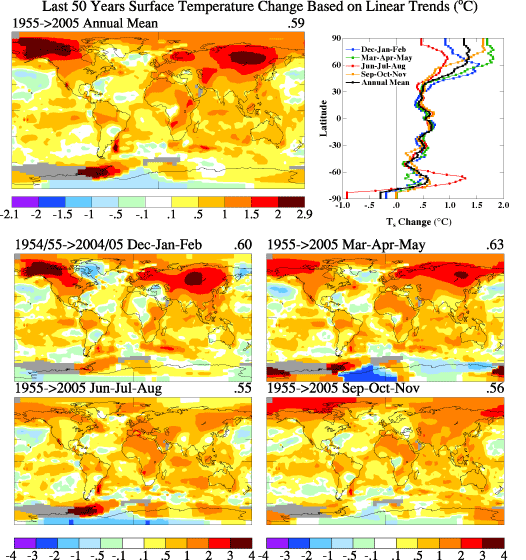 Last 50 Years Surface Temperature Change Based on Linear Trends (°C)
1955->2005 Annual Mean .59
-2.1 -2 -1.5 -1 -.5 -.1 .1 .5 1 1.5 2 2.9
90
60
30
0
-30
-60
-90
Latitude
Dec-Jan-Feb
Mar-Apr-May
Jun-Jul-Aug
Sep-Oct-Nov
Annual Mean
-1.0 -.5 .0 .5 1.0 1.5 2.0
Ts Change (°C)
1954/55->2004/05 Dec-Jan-Feb .60
1955->2005 Mar-Apr-May .63
1955->2005 Jun-Jul-Aug .55
1955->2005 Sep-Oct-Nov .56
-4 -3 -2 -1 -.5 -.1 .1 .5 1 2 3 4
-4 -3 -2 -1 -.5 -.1 .1 .5 1 2 3 4